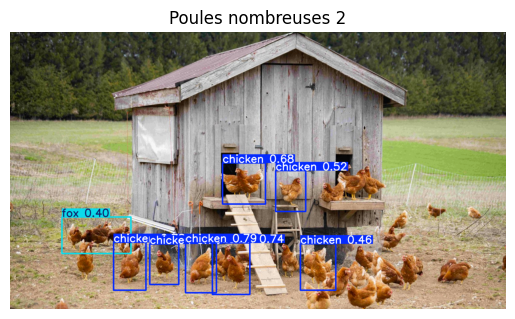 Poules nombreuses 2
chicken 0.68
chicken 0.52
fox 0.40
chicken 0.79 0.74
chicken 0.46